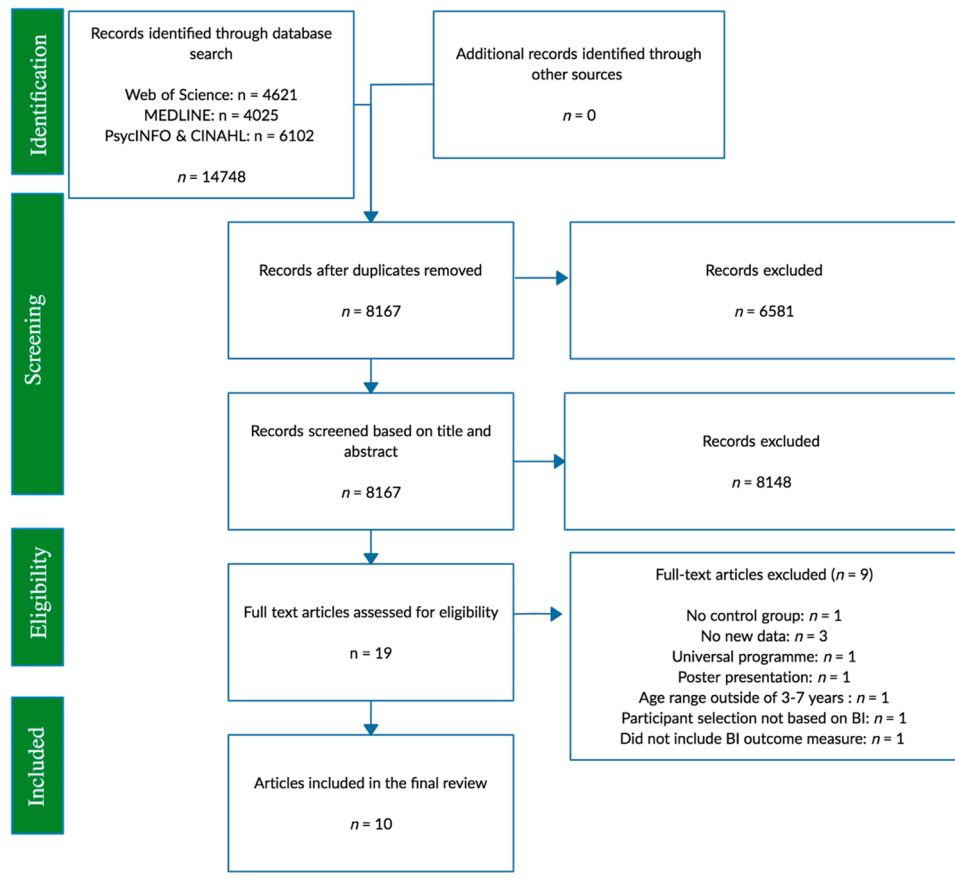 Identification
Records identified through database
search
Web of Science: n = 4621
MEDLINE: n = 4025
PsycINFO & CINAHL: n = 6102
n = 14748
Additional records identified through
other sources
n = 0
Screening
Records after duplicates removed
n = 8167
Records excluded
n = 6581
Records screened based on title and
abstract
n = 8167
Records excluded
n = 8148
Eligibility
Full text articles assessed for eligibility
n = 19
Full-text articles excluded (n = 9)
No control group: n = 1
No new data: n = 3
Universal programme: n = 1
Poster presentation: n = 1
Age range outside of 3-7 years : n = 1
Participant selection not based on BI: n = 1
Did not include BI outcome measure: n = 1
Included
Articles included in the final review
n = 10